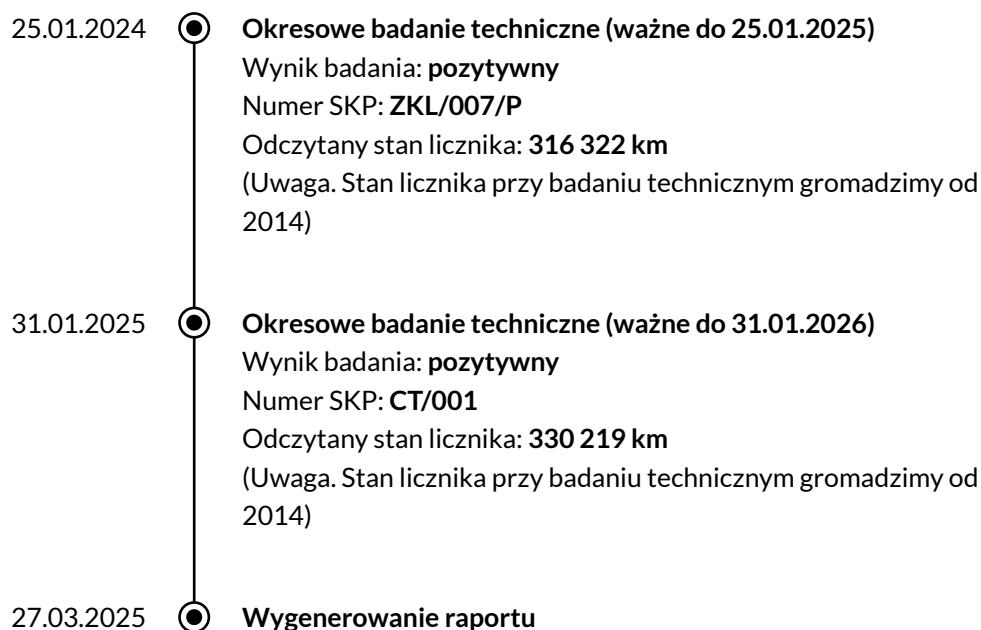 25.01.2024 Okresowe badanie techniczne (ważne do 25.01.2025)
Wynik badania: pozytywny
Numer SKP: ZKL/007/P
Odczytany stan licznika: 316 322 km
(Uwaga. Stan licznika przy badaniu technicznym gromadzimy od
2014)
31.01.2025 Okresowe badanie techniczne (ważne do 31.01.2026)
Wynik badania: pozytywny
Numer SKP: CT/001
Odczytany stan licznika: 330 219 km
(Uwaga. Stan licznika przy badaniu technicznym gromadzimy od
2014)
27.03.2025 Wygenerowanie raportu